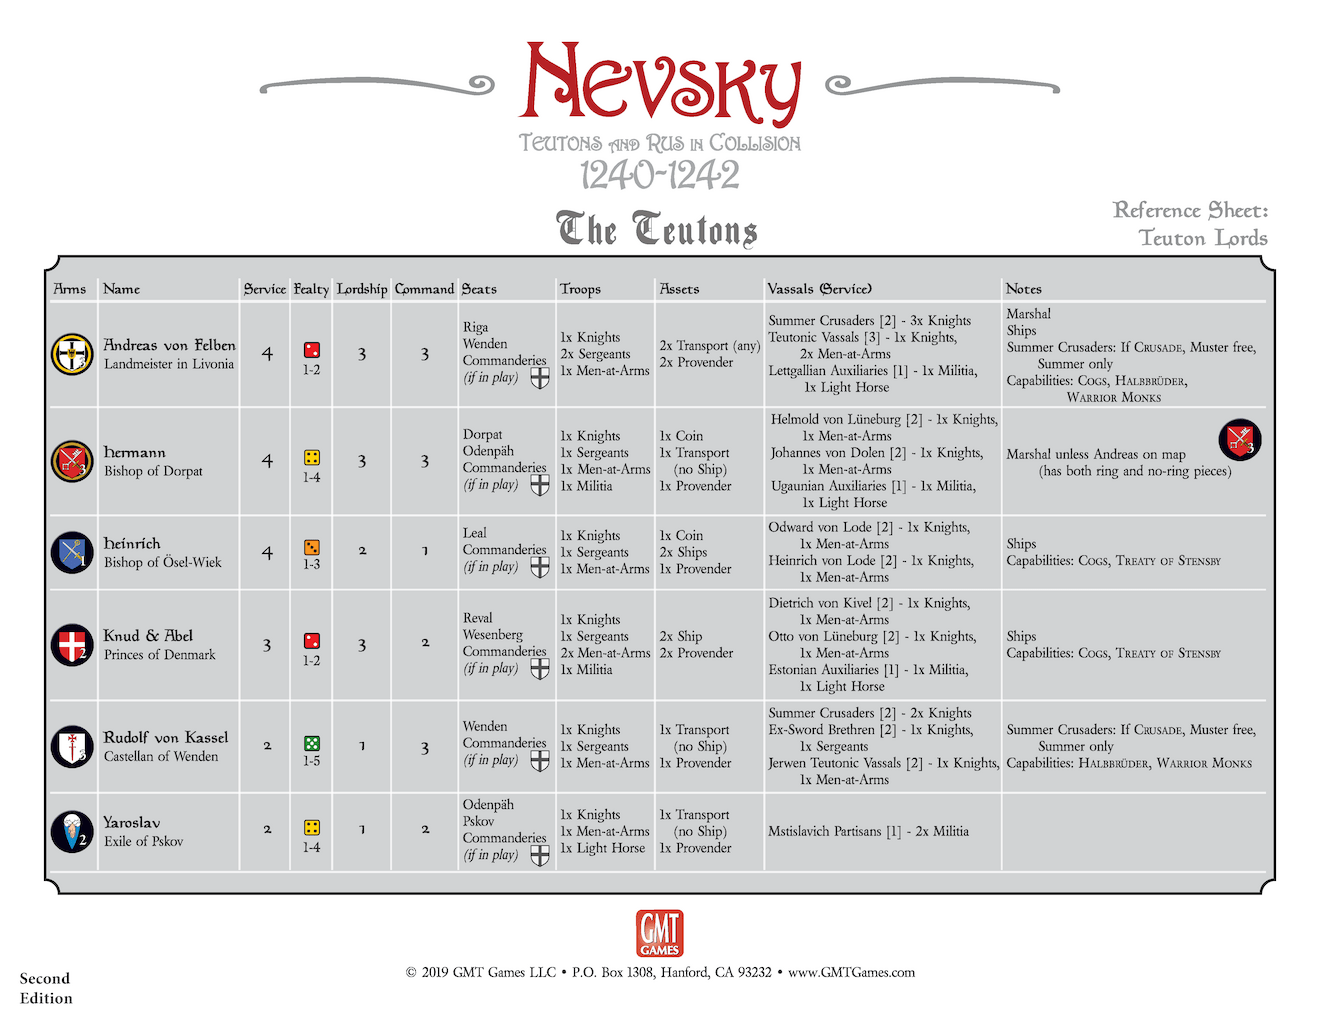 Nevsky
Teutons and Rus in Collision
1240-1242
The Teutons
Reference Sheet:
Teuton Lords
Arms Name Service Fealty Lordship Command Seats Troops Assets Vassals (Service) Notes
3
Andreas von Felben
Landmeister in Livonia
4
1-2
3
3
Riga
Wenden
Commanderies
(if in play)
1x Knights
2x Sergeants
1x Men-at-Arms
2x Transport (any)
2x Provender
Summer Crusaders [2] - 3x Knights
Teutonic Vassals [3] - 1x Knights,
2x Men-at-Arms
Lettgallian Auxiliaries [1] - 1x Militia,
1x Light Horse
Marshal
Ships
Summer Crusaders: If Crusade, Muster free,
Summer only
Capabilities: Cogs, Halbbrüder,
Warrior Monks
3
Hermann
Bishop of Dorpat
4
1-4
3
3
Dorpat
Odenpäh
Commanderies
(if in play)
1x Knights
1x Sergeants
1x Men-at-Arms
1x Militia
1x Coin
1x Transport
(no Ship)
1x Provender
Helmold von Lüneburg [2] - 1x Knights,
1x Men-at-Arms
Johannes von Dolen [2] - 1x Knights,
1x Men-at-Arms
Ugaunian Auxiliaries [1] - 1x Militia,
1x Light Horse
Marshal unless Andreas on map
(has both ring and no-ring pieces)
3
1
Heinrich
Bishop of Ösel-Wiek
4
1-3
2
1
Leal
Commanderies
(if in play)
1x Knights
1x Sergeants
1x Men-at-Arms
1x Coin
2x Ships
1x Provender
Odward von Lode [2] - 1x Knights,
1x Men-at-Arms
Heinrich von Lode [2] - 1x Knights,
1x Men-at-Arms
Ships
Capabilities: Cogs, Treaty of Stensby
2
Knud & Abel
Princes of Denmark
3
1-2
3
2
Reval
Wesenberg
Commanderies
(if in play)
1x Knights
1x Sergeants
2x Men-at-Arms
1x Militia
2x Ship
2x Provender
Dietrich von Kivel [2] - 1x Knights,
1x Men-at-Arms
Otto von Lüneburg [2] - 1x Knights,
1x Men-at-Arms
Estonian Auxiliaries [1] - 1x Militia,
1x Light Horse
Ships
Capabilities: Cogs, Treaty of Stensby
3
Rudolf von Kassel
Castellan of Wenden
2
1-5
1
3
Wenden
Commanderies
(if in play)
1x Knights
1x Sergeants
1x Men-at-Arms
1x Transport
(no Ship)
1x Provender
Summer Crusaders [2] - 2x Knights
Ex-Sword Brethren [2] - 1x Knights,
1x Sergeants
Jerwen Teutonic Vassals [2] - 1x Knights,
1x Men-at-Arms
Summer Crusaders: If Crusade, Muster free,
Summer only
Capabilities: Halbbrüder, Warrior Monks
2
Yaroslav
Exile of Pskov
2
1-4
1
2
Odenpäh
Pskov
Commanderies
(if in play)
1x Knights
1x Men-at-Arms
1x Light Horse
1x Transport
(no Ship)
1x Provender
Mstislavich Partisans [1] - 2x Militia
GMT
GAMES
© 2019 GMT Games LLC • P.O. Box 1308, Hanford, CA 93232 • www.GMTGames.com
Second
Edition